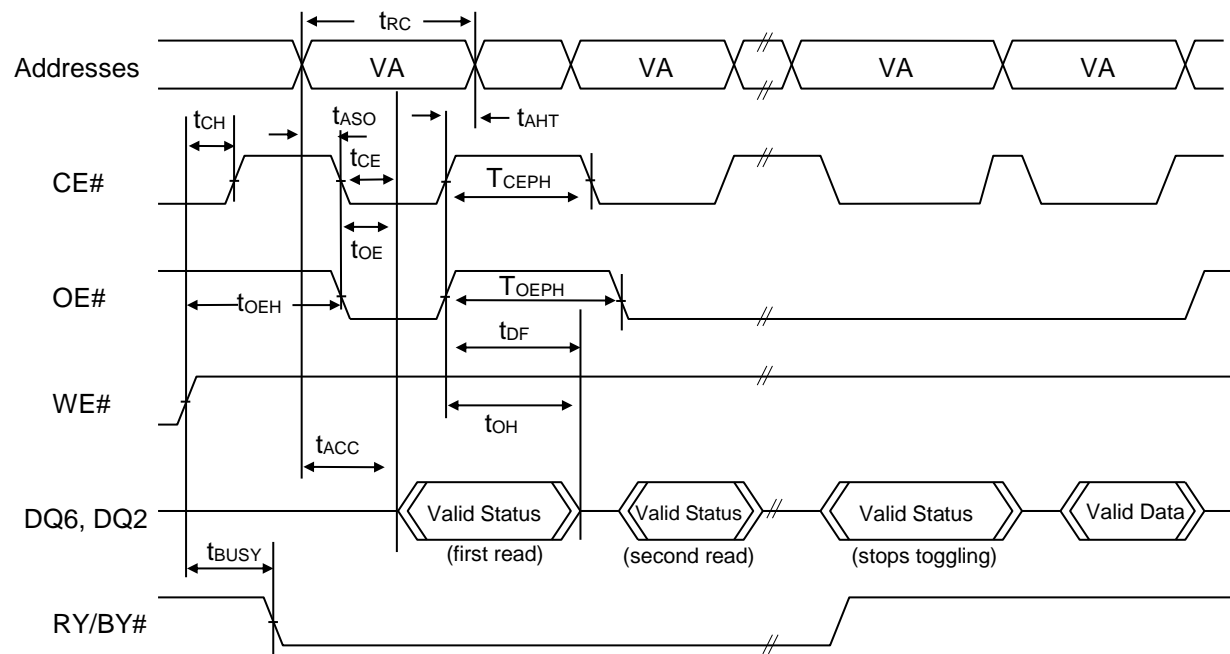 tRC
Addresses VA VA VA VA
tCH tASO tAHT
tCE
CE# TCEPH
tOE
OE# tOEH TOEPH
tDF
WE#
tOH
tACC
DQ6, DQ2 Valid Status Valid Status Valid Status Valid Data
(first read) (second read) (stops toggling)
tBUSY
RY/BY#